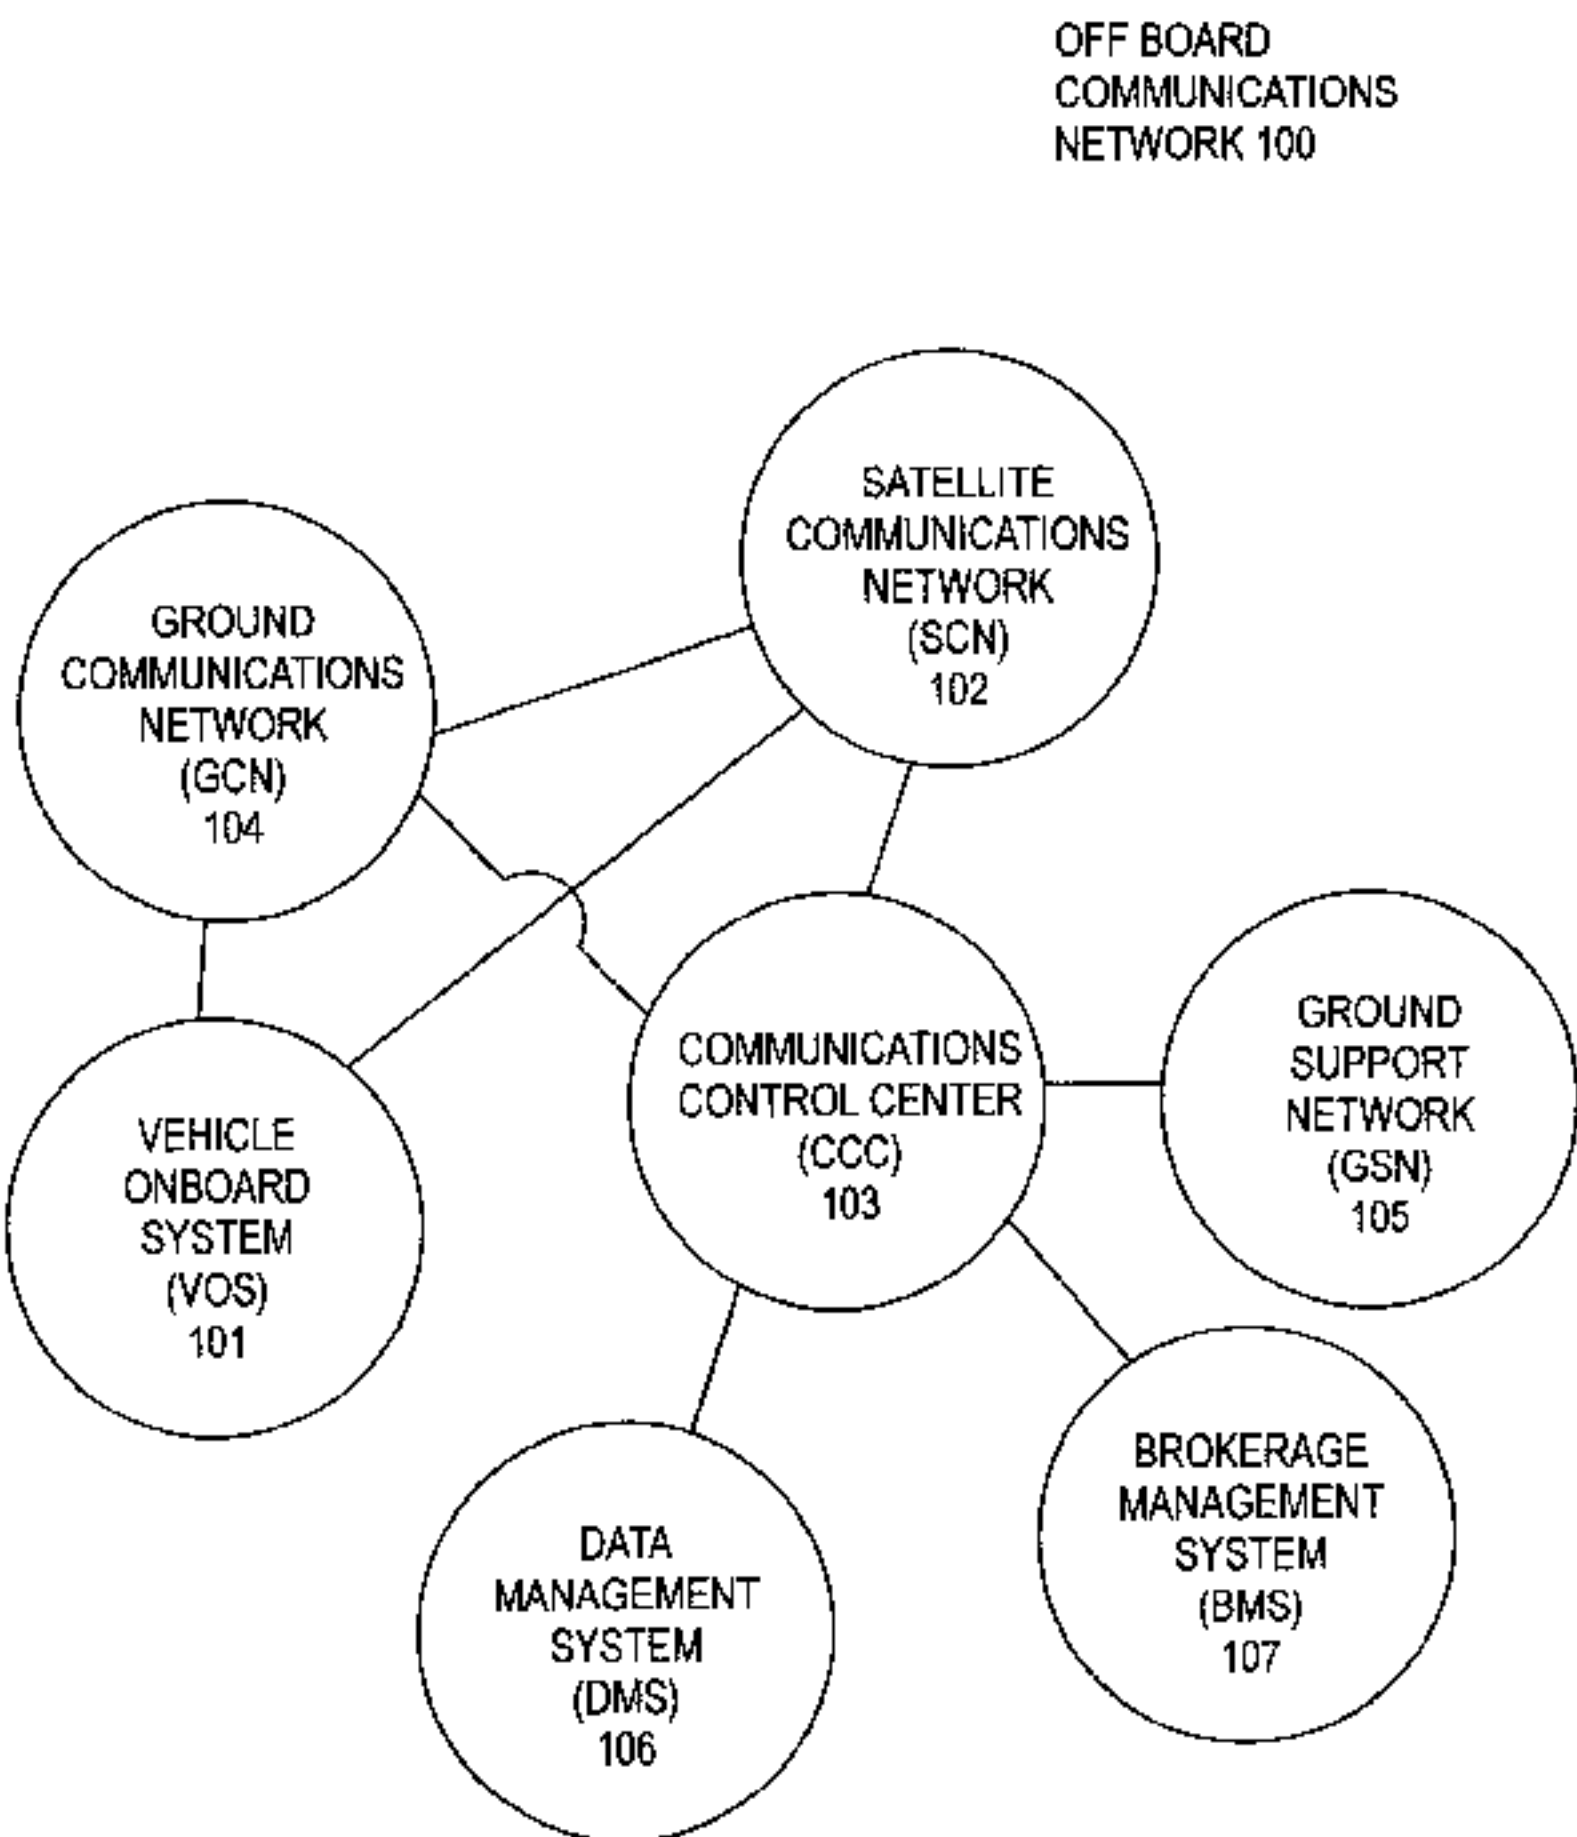 OFF BOARD
COMMUNICATIONS
NETWORK 100
SATELLITE
COMMUNICATIONS
NETWORK
(SCN)
102
GROUND
COMMUNICATIONS
NETWORK
(GCN)
104
COMMUNICATIONS
CONTROL CENTER
(CCC)
103
GROUND
SUPPORT
NETWORK
(GSN)
105
VEHICLE
ONBOARD
SYSTEM
(VOS)
101
BROKERAGE
MANAGEMENT
SYSTEM
(BMS)
107
DATA
MANAGEMENT
SYSTEM
(DMS)
106